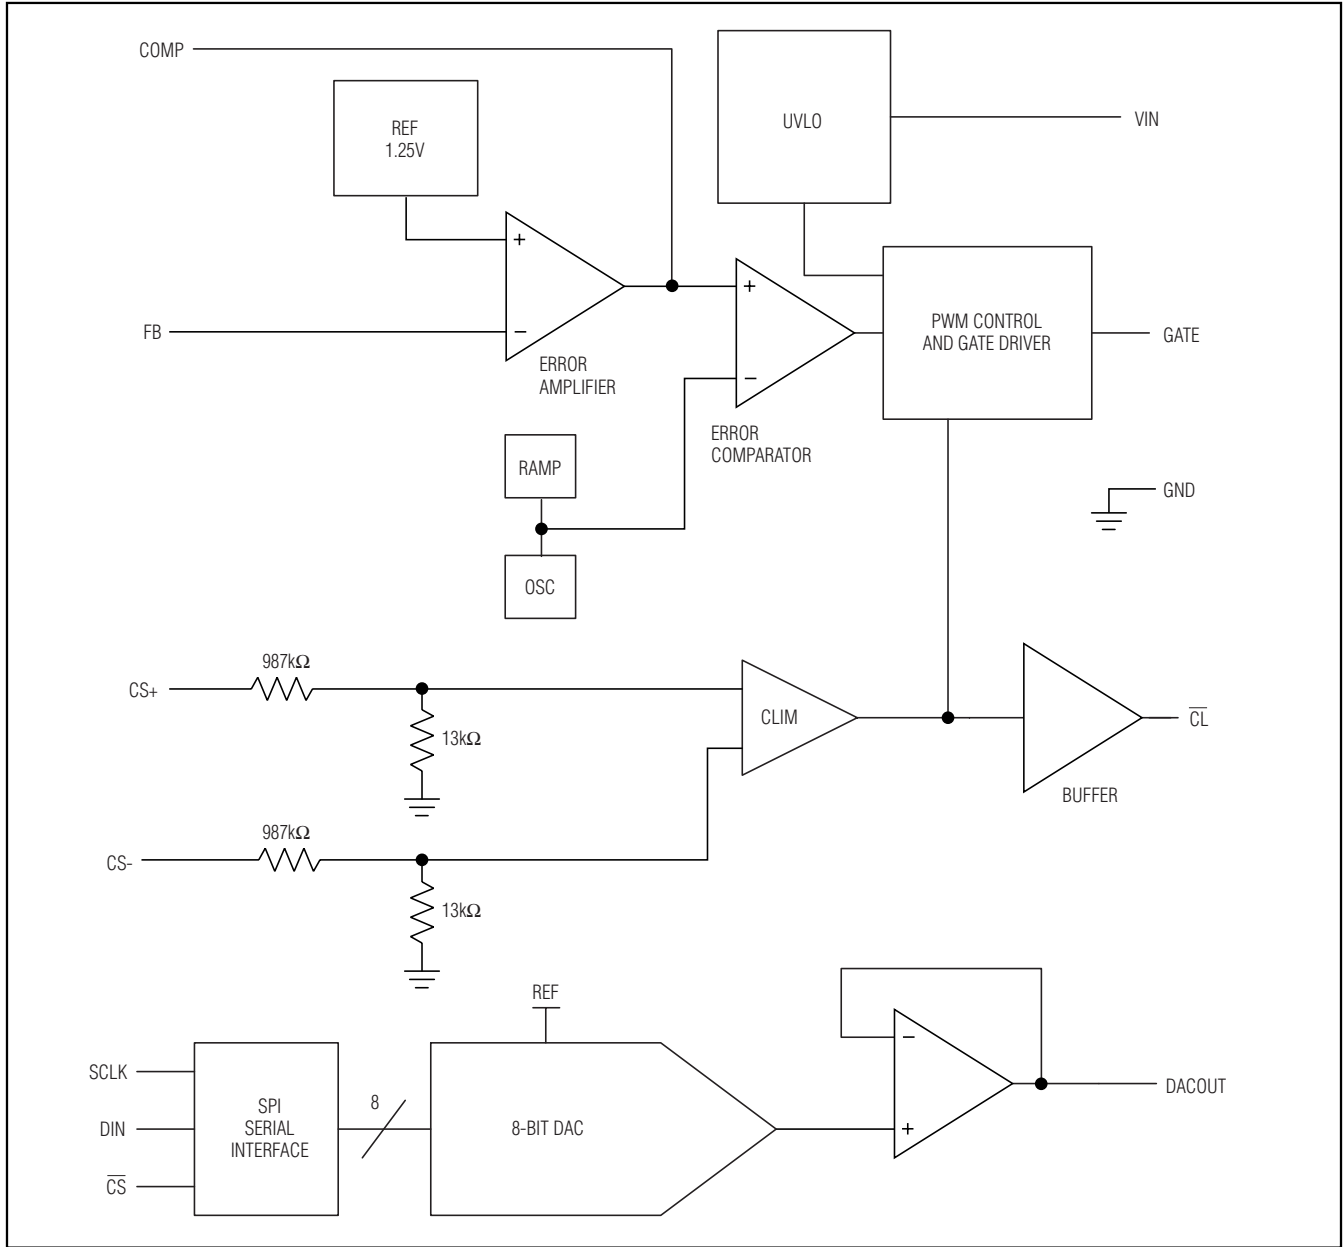 COMP
REF
1.25V
UVLO
VIN
+
−
FB
ERROR
AMPLIFIER
+
−
ERROR
COMPARATOR
PWM CONTROL
AND GATE DRIVER
GATE
RAMP
OSC
GND
987kΩ
CS+
13kΩ
CLIM
C̅L̅
BUFFER
987kΩ
CS-
13kΩ
REF
SCLK
DIN
C̅S̅
SPI
SERIAL
INTERFACE
8
8-BIT DAC
−
+
DACOUT